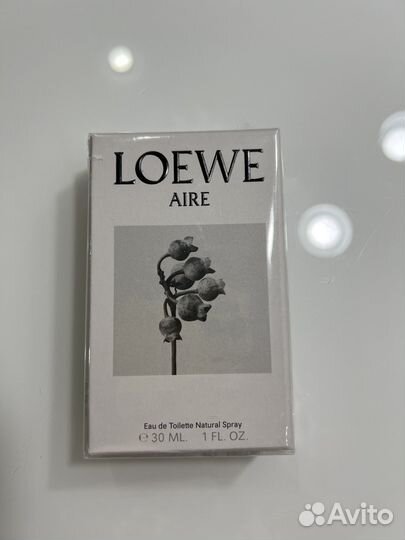 LOEWE
AIRE
Eau de Toilette Natural Spray
℮ 30 ML. 1 FL. OZ.
Avito